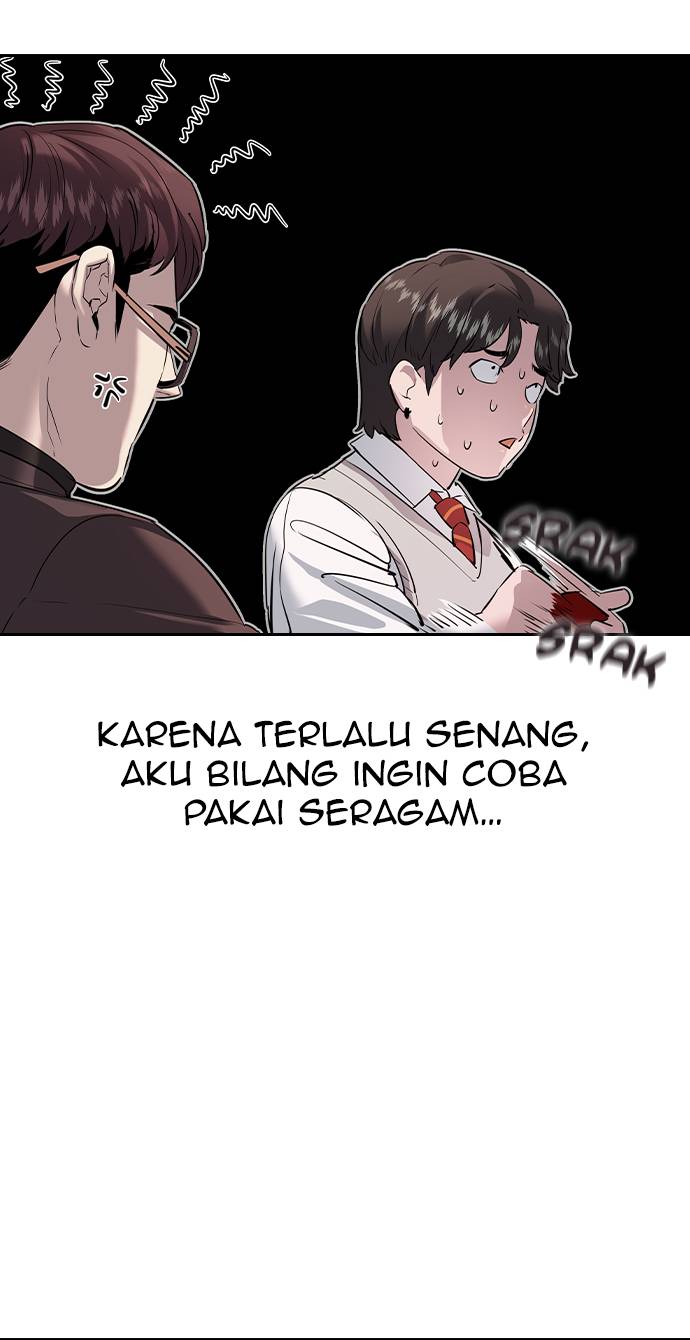 SRAK
SRAK
KARENA TERLALU SENANG,
AKU BILANG INGIN COBA
PAKAI SERAGAM...